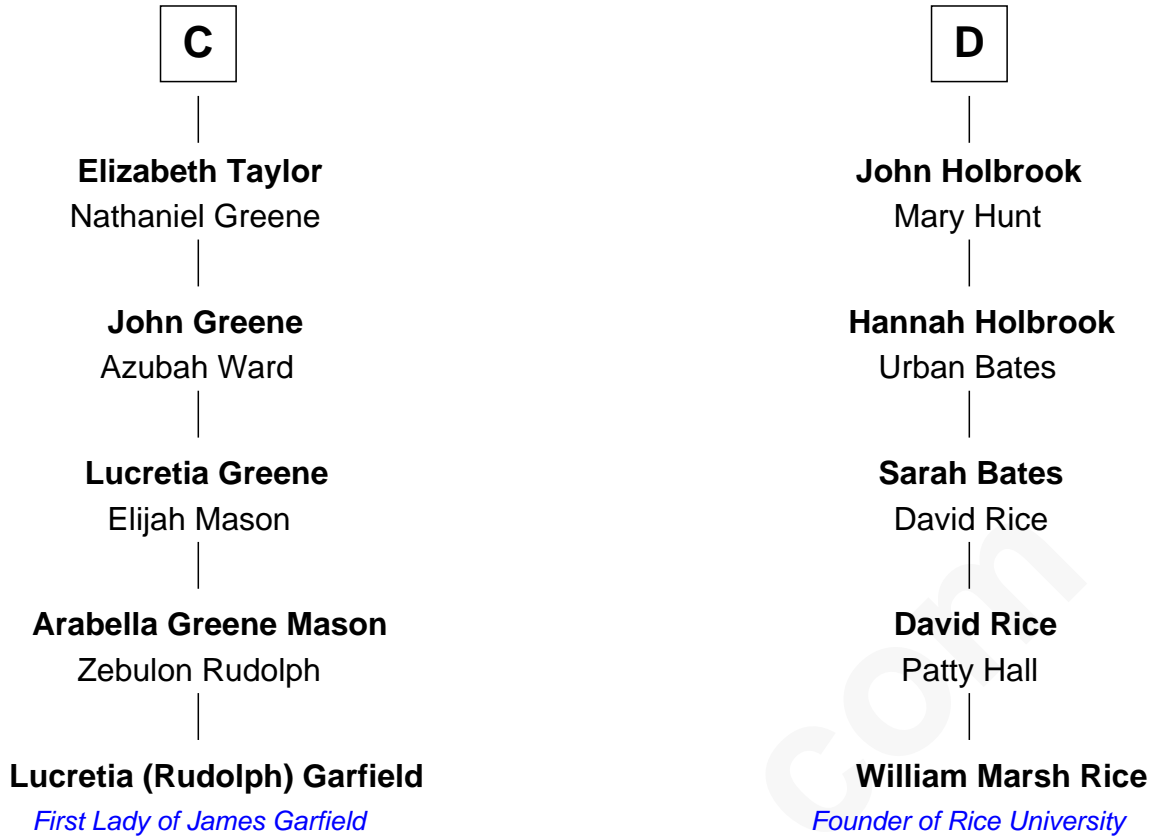 C
Elizabeth Taylor
Nathaniel Greene
John Greene
Azubah Ward
Lucretia Greene
Elijah Mason
Arabella Greene Mason
Zebulon Rudolph
Lucretia (Rudolph) Garfield
First Lady of James Garfield
D
John Holbrook
Mary Hunt
Hannah Holbrook
Urban Bates
Sarah Bates
David Rice
David Rice
Patty Hall
William Marsh Rice
Founder of Rice University
com